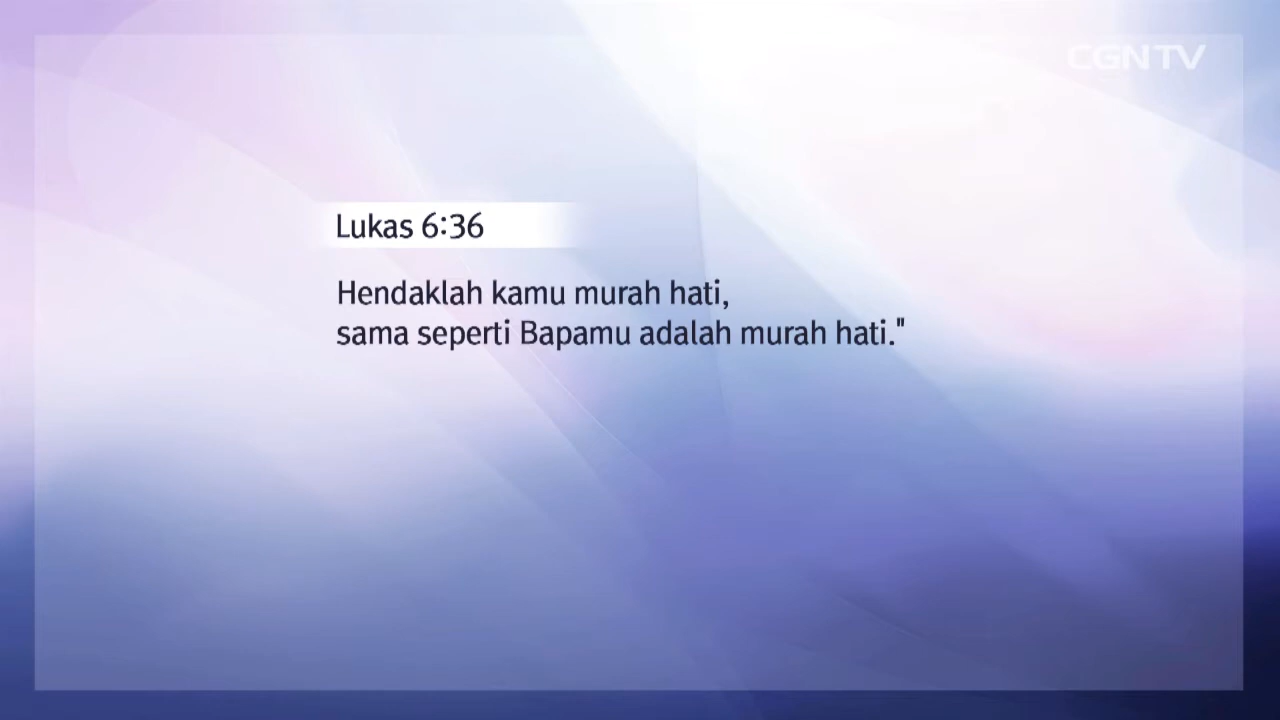 CGNTV
Lukas 6:36
Hendaklah kamu murah hati,
sama seperti Bapamu adalah murah hati."